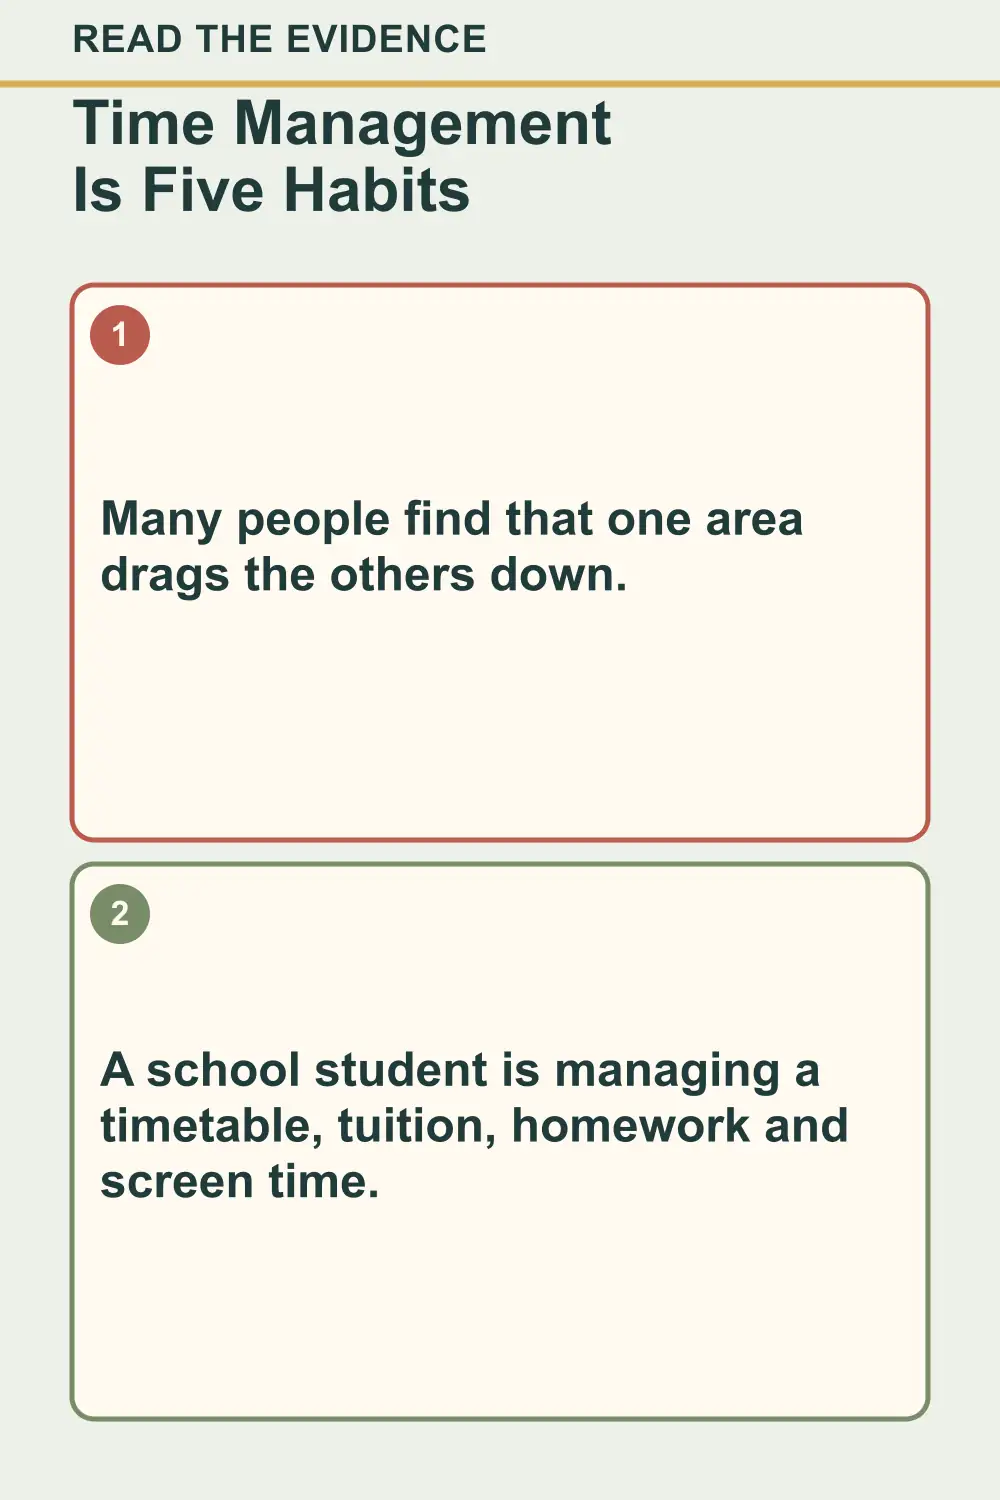 READ THE EVIDENCE
Time Management
Is Five Habits
1
Many people find that one area
drags the others down.
2
A school student is managing a
timetable, tuition, homework and
screen time.